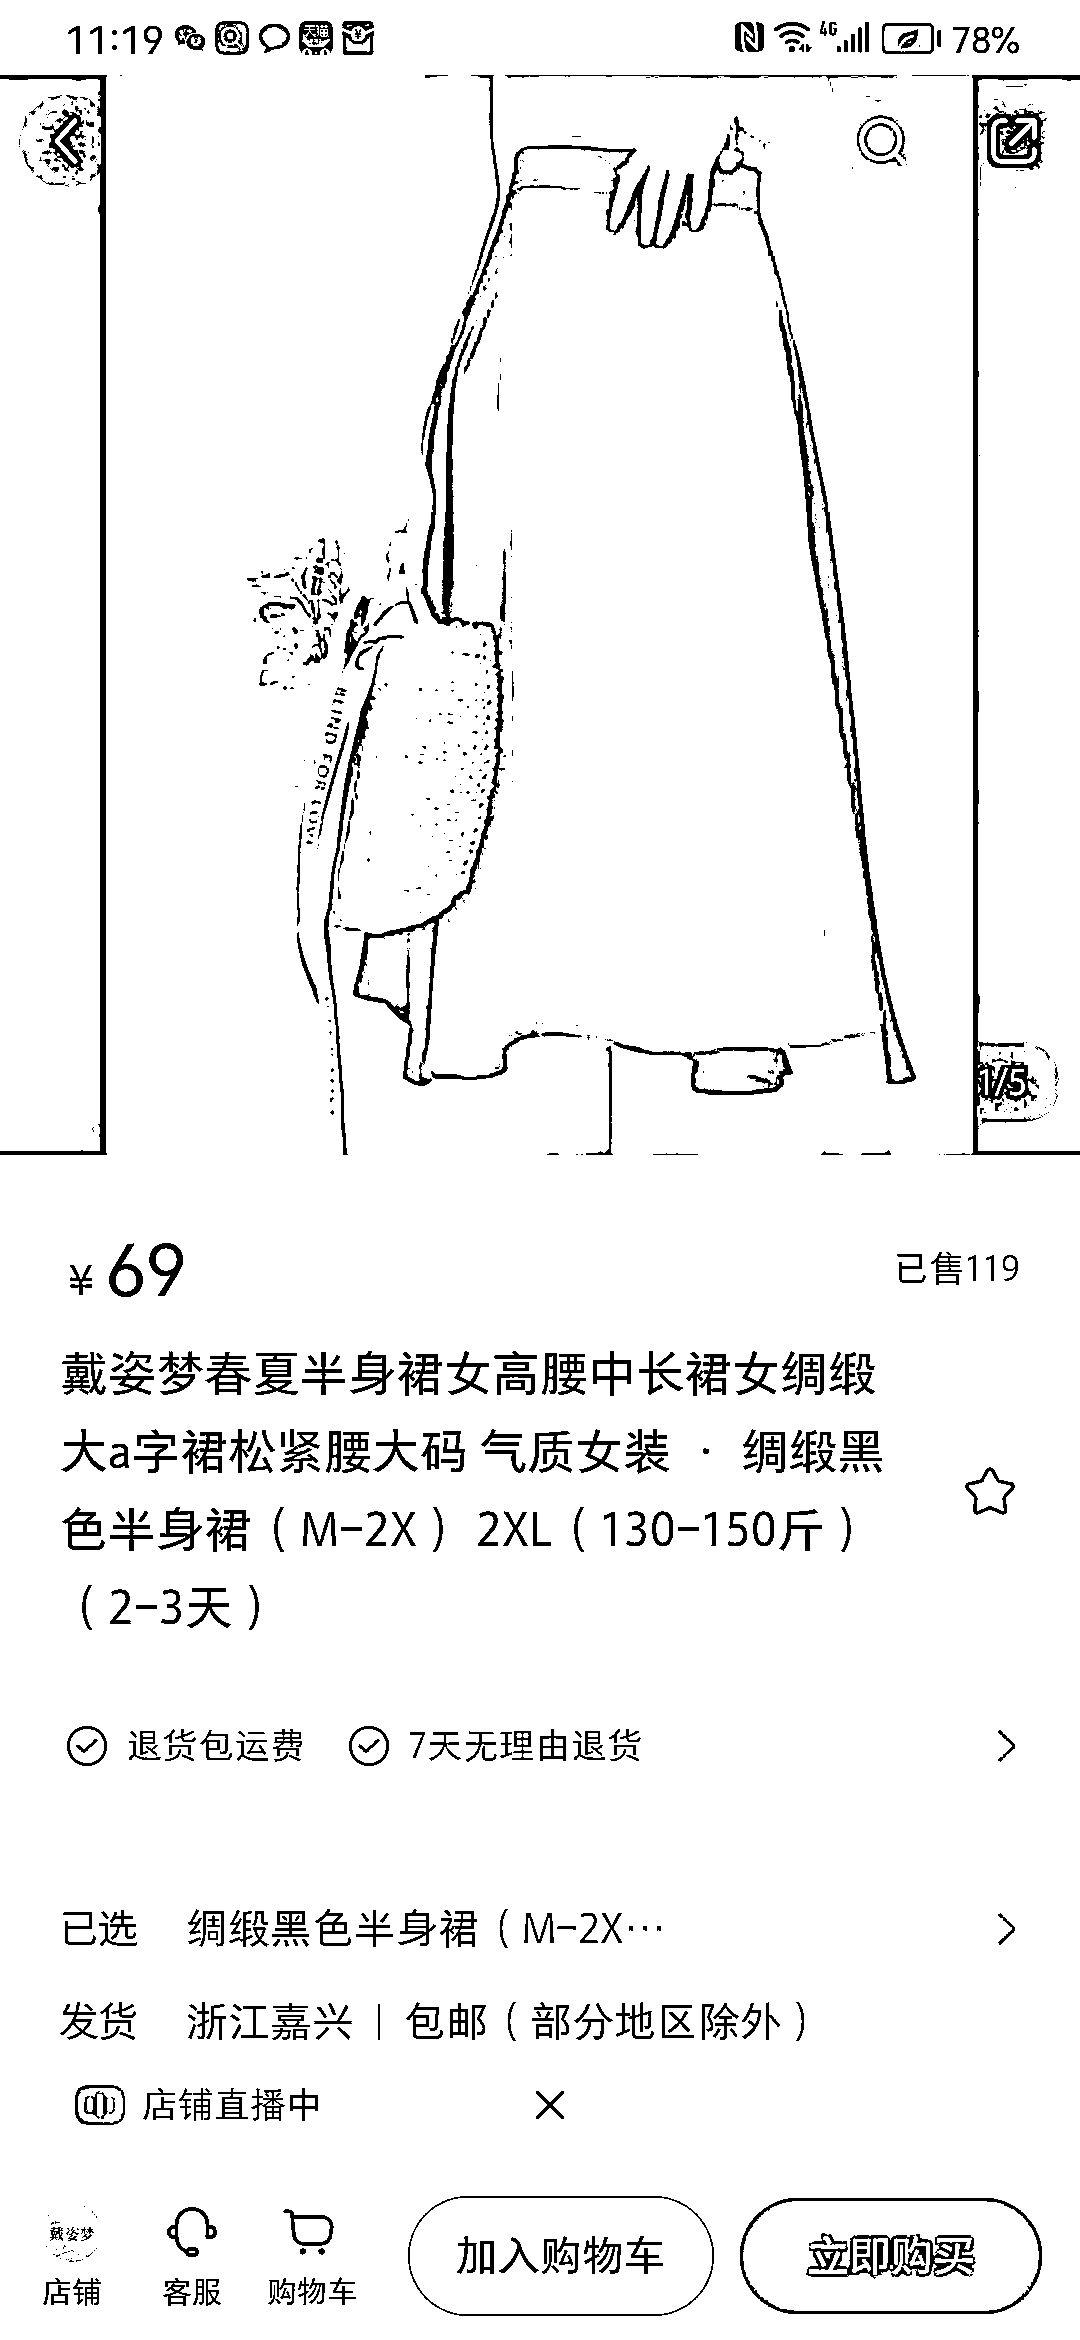 11:19
4G
78%
BLIND FOR LOVE
1/5
¥69
已售119
戴姿梦春夏半身裙女高腰中长裙女绸缎
大a字裙松紧腰大码 气质女装 · 绸缎黑
色半身裙（M-2X） 2XL（130-150斤）
（2-3天）
退货包运费 7天无理由退货
已选 绸缎黑色半身裙（M-2X···
发货 浙江嘉兴 | 包邮（部分地区除外）
店铺直播中
戴姿梦
店铺 客服 购物车 加入购物车 立即购买